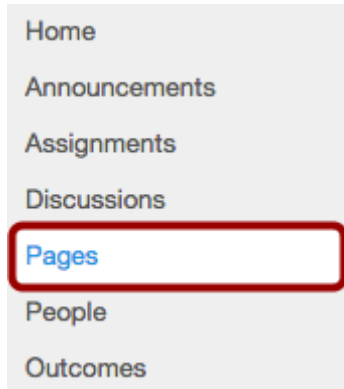 Home
Announcements
Assignments
Discussions
Pages
People
Outcomes